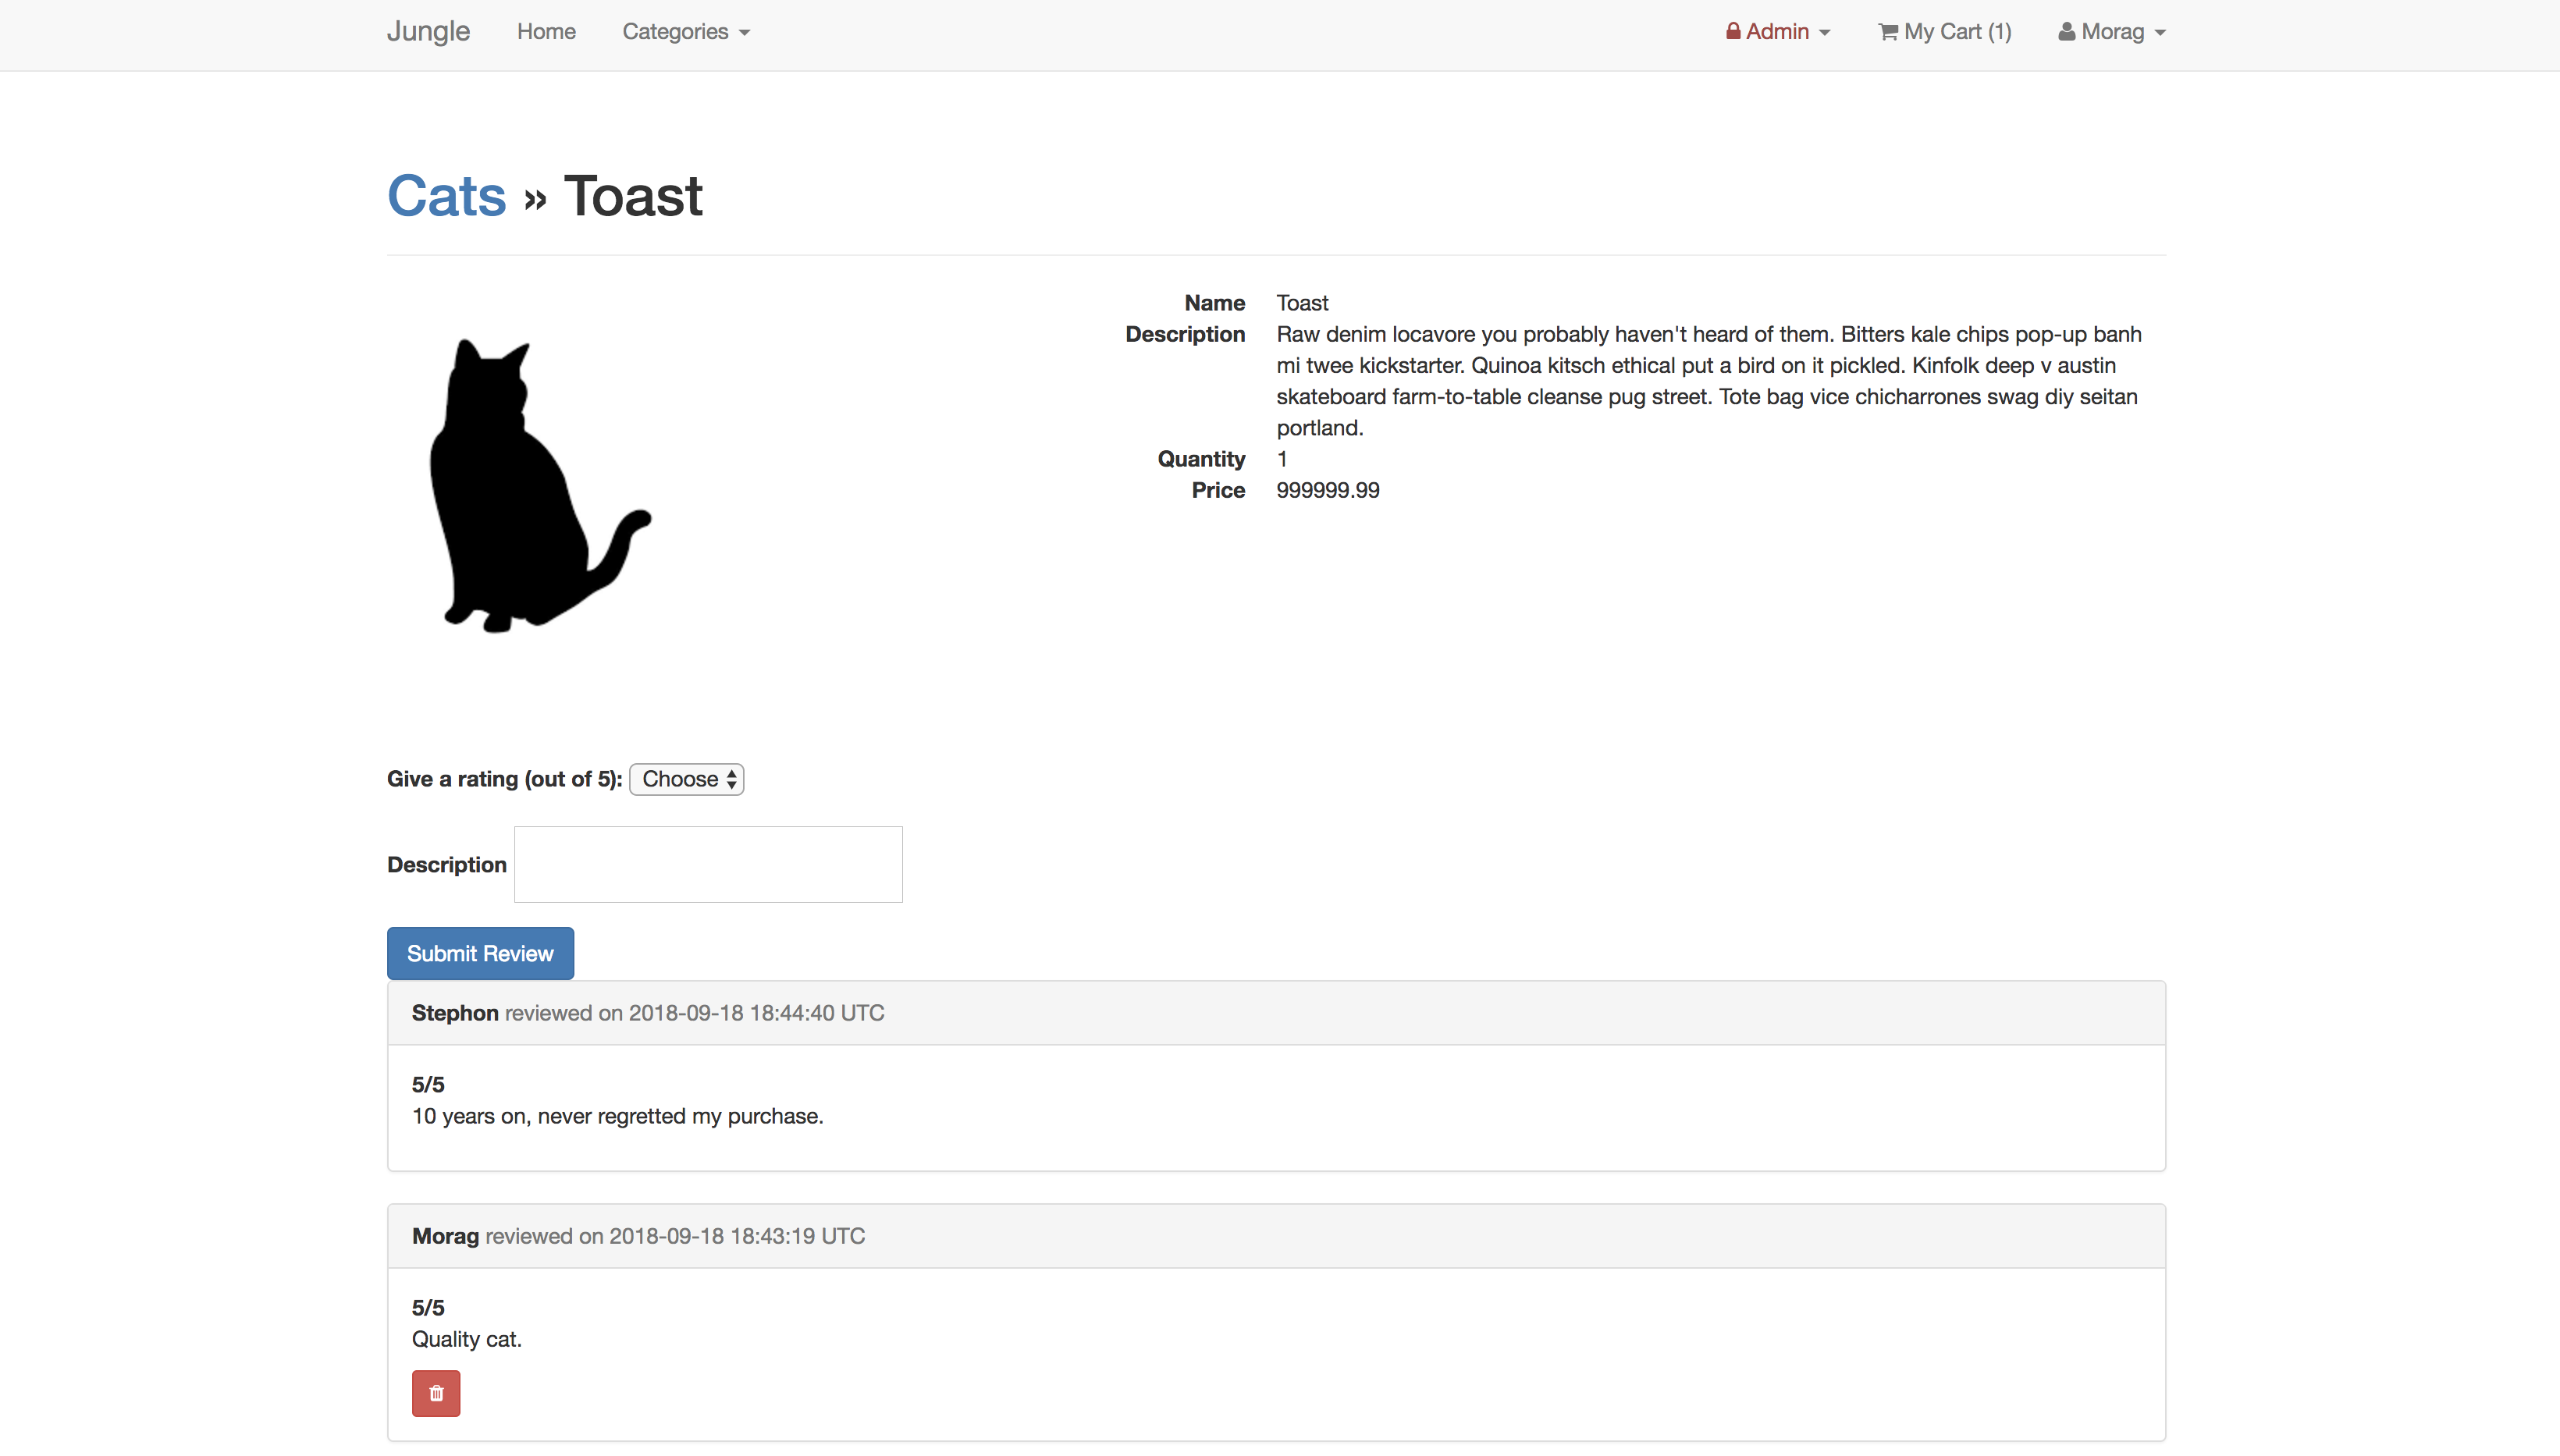 Jungle Home Categories Admin My Cart (1) Morag
Cats » Toast
Name Toast
Description Raw denim locavore you probably haven't heard of them. Bitters kale chips pop-up banh
mi twee kickstarter. Quinoa kitsch ethical put a bird on it pickled. Kinfolk deep v austin
skateboard farm-to-table cleanse pug street. Tote bag vice chicharrones swag diy seitan
portland.
Quantity 1
Price 999999.99
Give a rating (out of 5): Choose
Description
Submit Review
Stephon reviewed on 2018-09-18 18:44:40 UTC
5/5
10 years on, never regretted my purchase.
Morag reviewed on 2018-09-18 18:43:19 UTC
5/5
Quality cat.